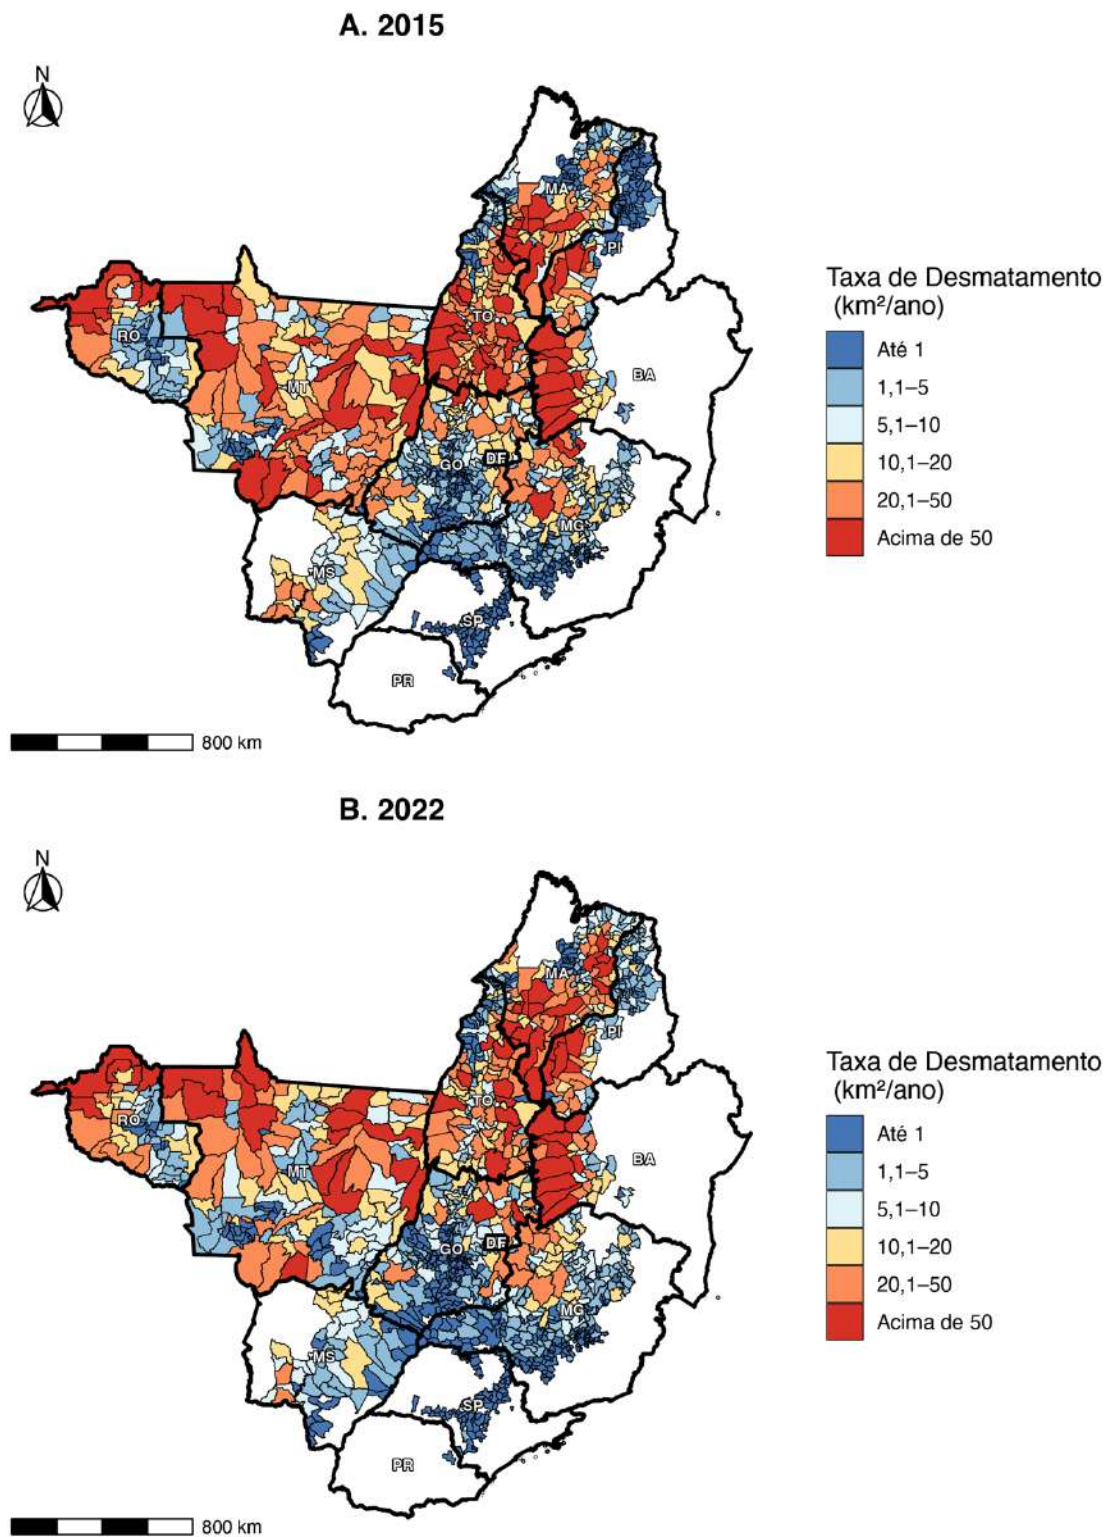 A. 2015
N
MA
PI
RO
TO
BA
MT
GO
DF
MG
MS
SP
PR
800 km
Taxa de Desmatamento
(km²/ano)
Até 1
1,1–5
5,1–10
10,1–20
20,1–50
Acima de 50
B. 2022
N
MA
PI
RO
TO
BA
MT
GO
DF
MG
MS
SP
PR
800 km
Taxa de Desmatamento
(km²/ano)
Até 1
1,1–5
5,1–10
10,1–20
20,1–50
Acima de 50